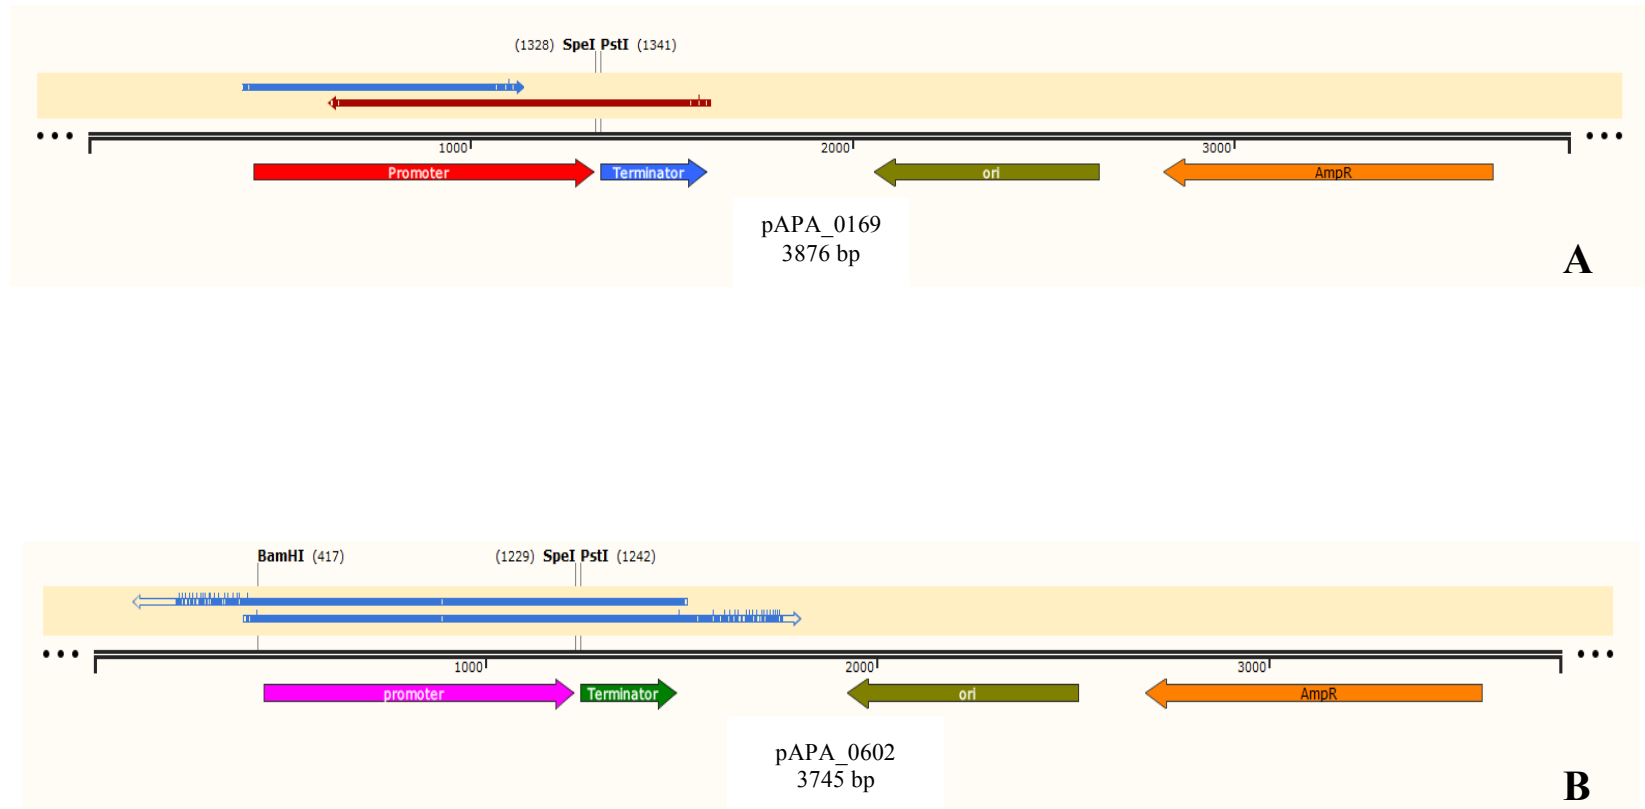 (1328) SpeI PstI (1341)
1000 2000 3000
Promoter Terminator ori AmpR
pAPA_0169
3876 bp
A
BamHI (417) (1229) SpeI PstI (1242)
1000 2000 3000
promoter Terminator ori AmpR
pAPA_0602
3745 bp
B